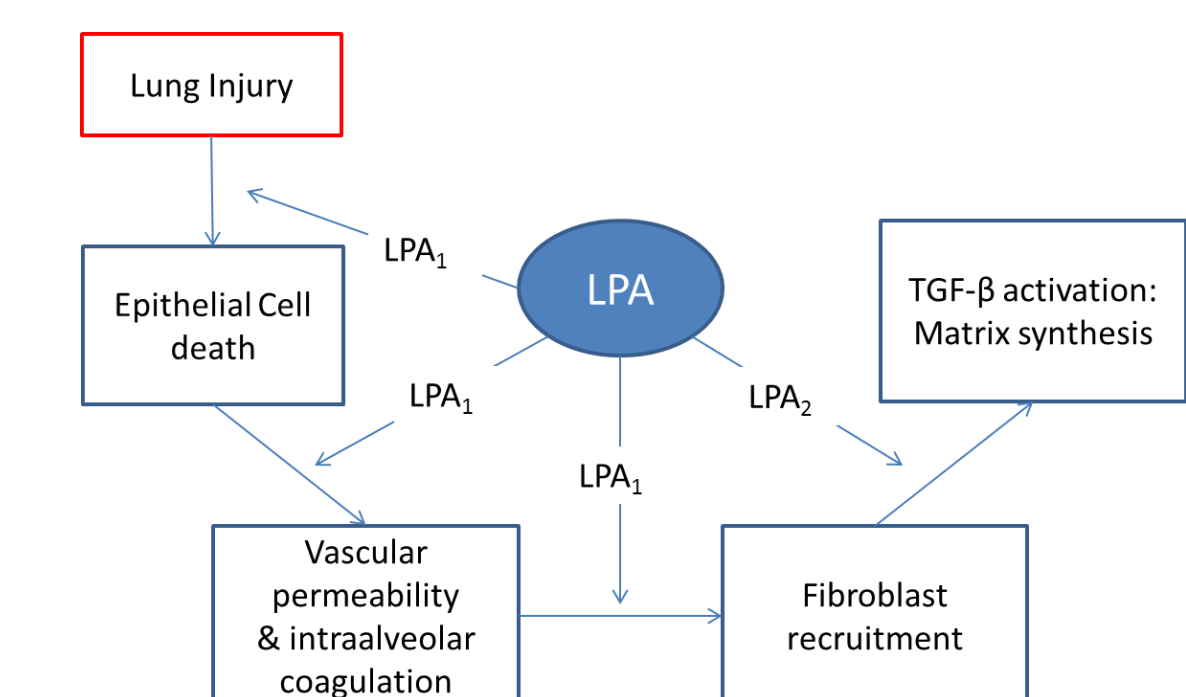 Lung Injury
LPA₁
LPA
Epithelial Cell
death
TGF-β activation:
Matrix synthesis
LPA₁
LPA₂
LPA₁
Vascular
permeability
& intraalveolar
coagulation
Fibroblast
recruitment